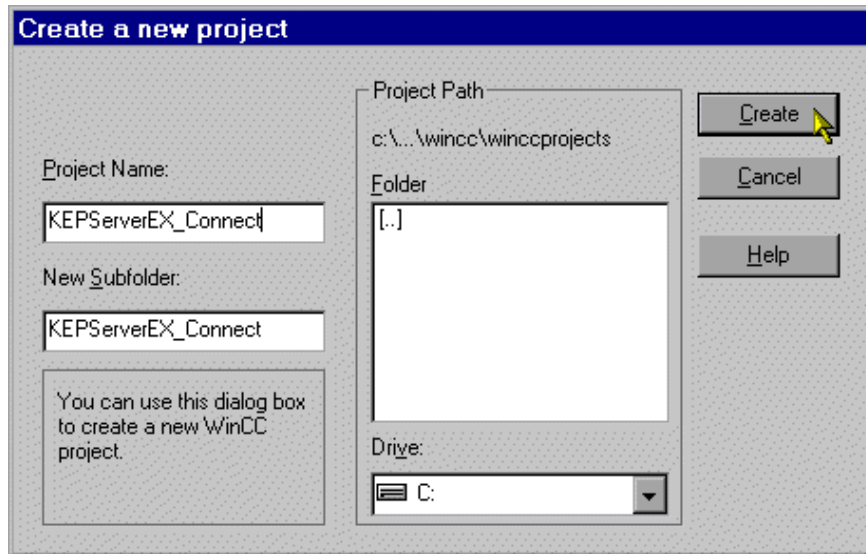 Create a new project
Project Name:
KEPServerEX_Connect
New Subfolder:
KEPServerEX_Connect
You can use this dialog box
to create a new WinCC
project.
Project Path
c:\...\wincc\winccprojects
Folder
[..]
Drive:
C:
Create
Cancel
Help